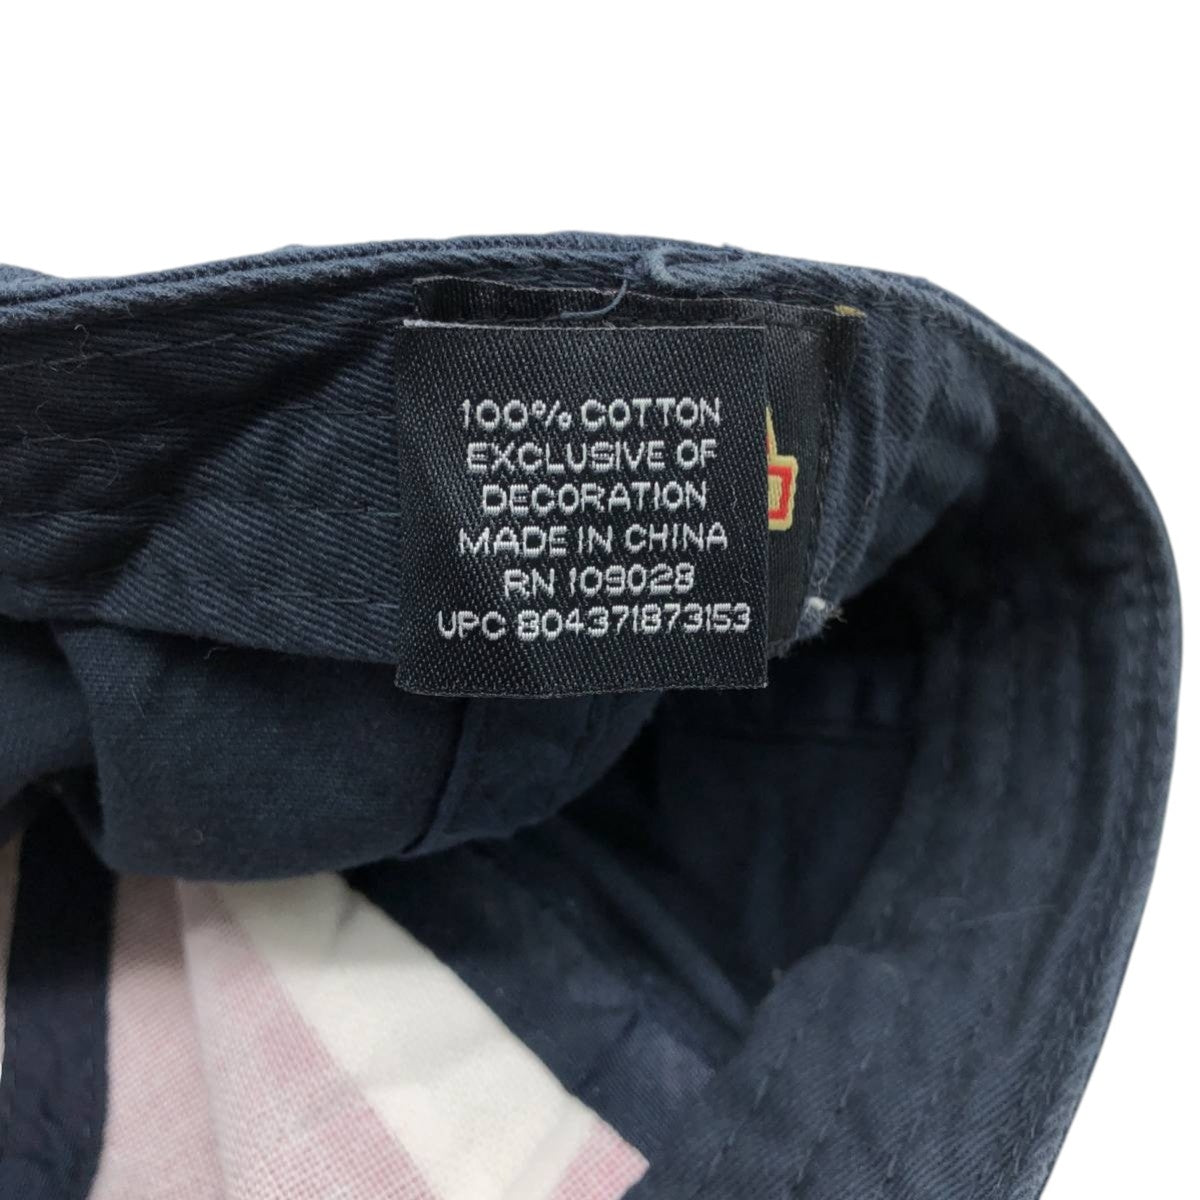 100% COTTON
EXCLUSIVE OF
DECORATION
MADE IN CHINA
RN 109028
UPC 804371873153